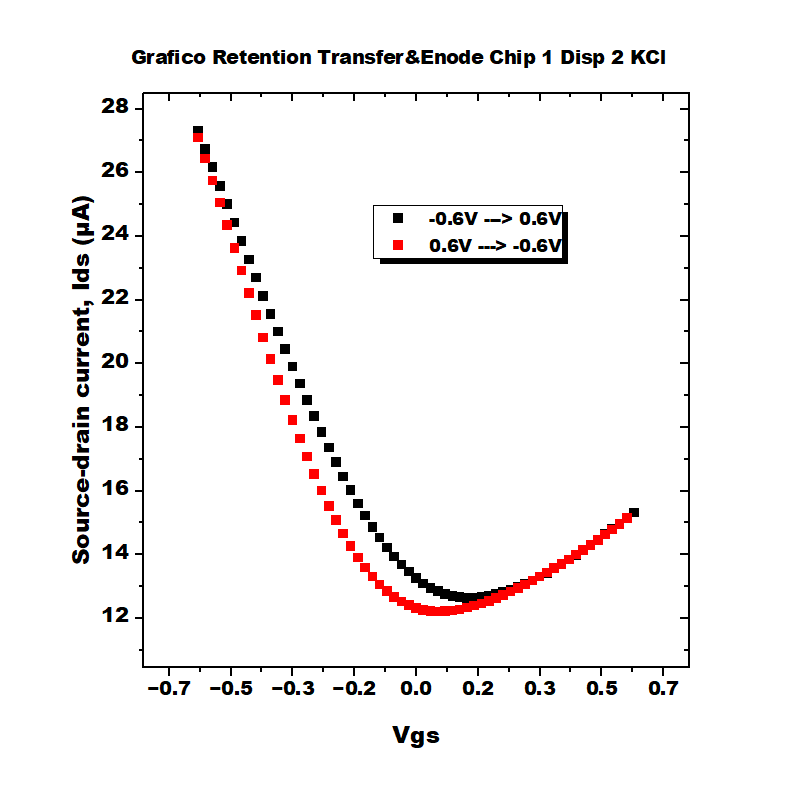 Grafico Retention Transfer&Enode Chip 1 Disp 2 KCl
28
26
24
22
20
18
16
14
12
Source-drain current, Ids (µA)
-0.6V ---> 0.6V
0.6V ---> -0.6V
−0.7 −0.5 −0.3 −0.2 0.0 0.2 0.3 0.5 0.7
Vgs